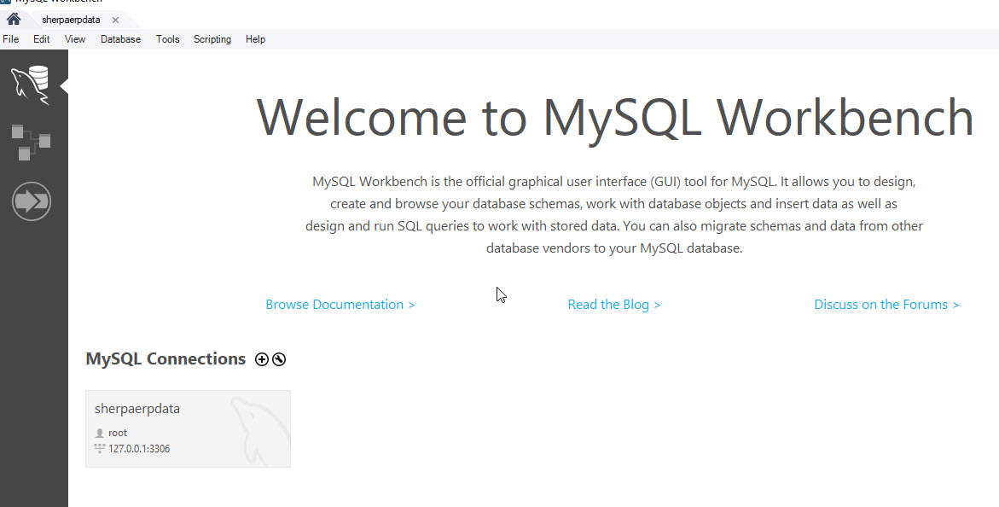 MySQL Workbench
sherpaerpdata
File Edit View Database Tools Scripting Help
Welcome to MySQL Workbench
MySQL Workbench is the official graphical user interface (GUI) tool for MySQL. It allows you to design,
create and browse your database schemas, work with database objects and insert data as well as
design and run SQL queries to work with stored data. You can also migrate schemas and data from other
database vendors to your MySQL database.
Browse Documentation > Read the Blog > Discuss on the Forums >
MySQL Connections
sherpaerpdata
root
127.0.0.1:3306